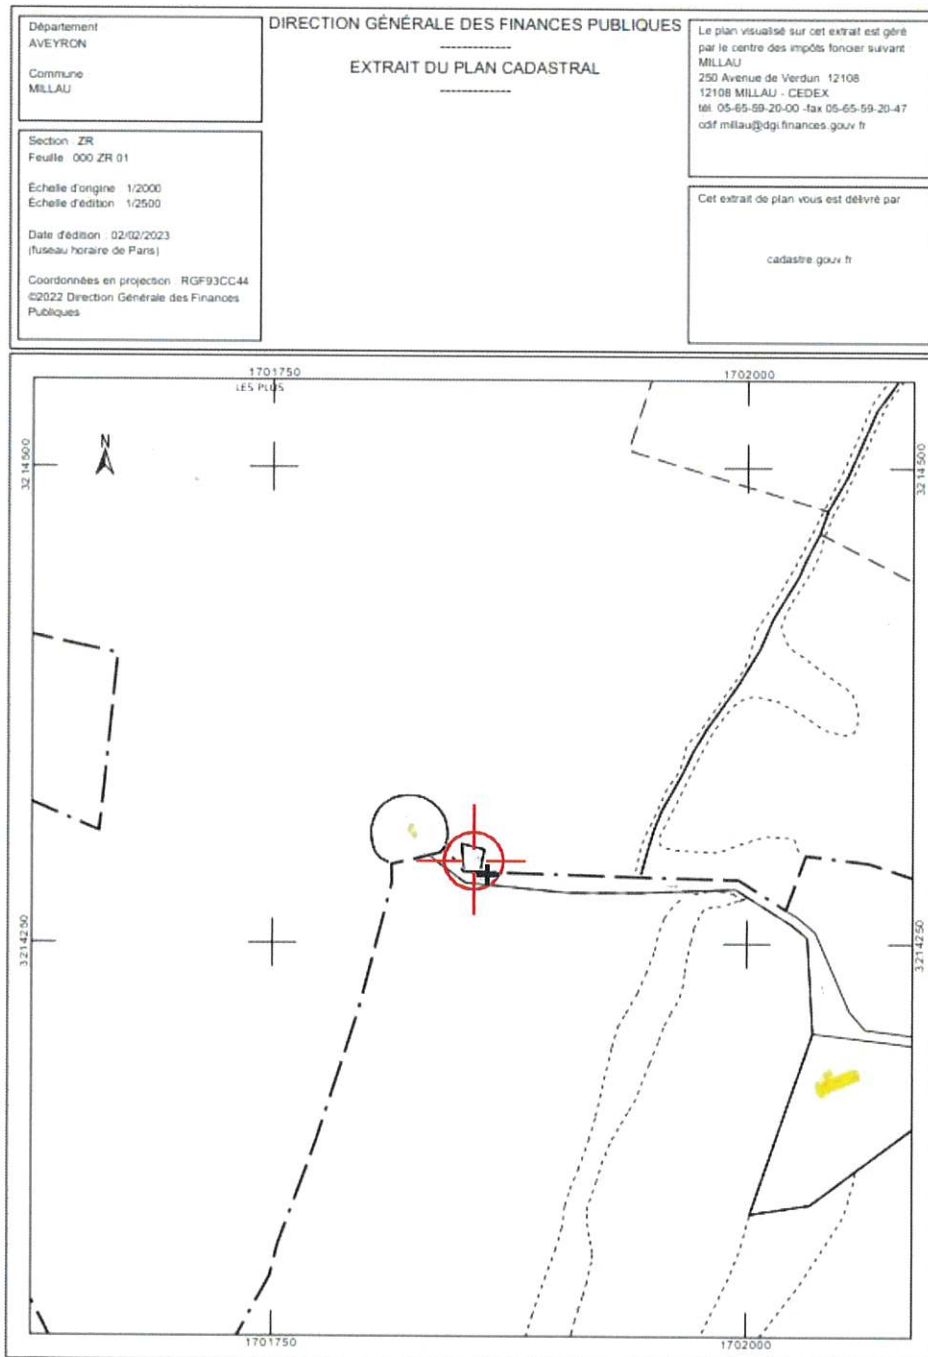 Département
AVEYRON
Commune
MILLAU
Section : ZR
Feuille : 000 ZR 01
Échelle d'origine : 1/2000
Échelle d'édition : 1/2500
Date d'édition : 02/02/2023
(fuseau horaire de Paris)
Coordonnées en projection : RGF93CC44
©2022 Direction Générale des Finances
Publiques
DIRECTION GÉNÉRALE DES FINANCES PUBLIQUES
-------------
EXTRAIT DU PLAN CADASTRAL
-------------
Le plan visualisé sur cet extrait est géré
par le centre des impôts foncier suivant
MILLAU
250 Avenue de Verdun 12108
12108 MILLAU - CEDEX
tél. 05-65-59-20-00 -fax 05-65-59-20-47
cdif.millau@dgi.finances.gouv.fr
Cet extrait de plan vous est délivré par
cadastre.gouv.fr
1701750
1702000
LES PLUS
N
3214500
3214500
3214250
3214250
1701750
1702000